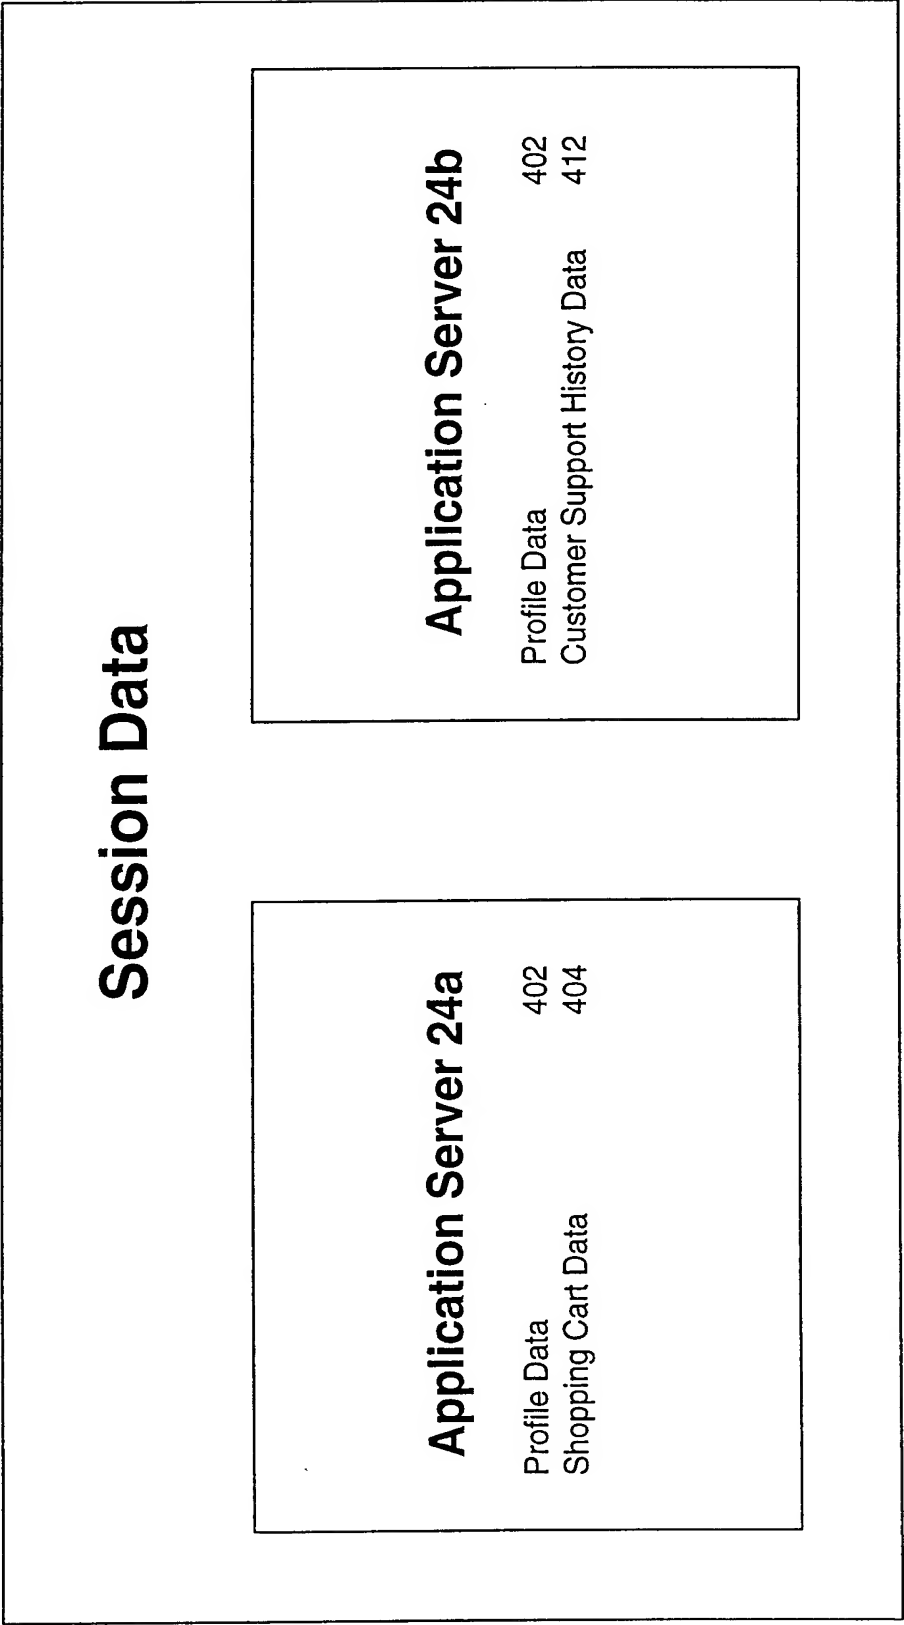 Session Data
Application Server 24a
Profile Data 402
Shopping Cart Data 404
Application Server 24b
Profile Data 402
Customer Support History Data 412